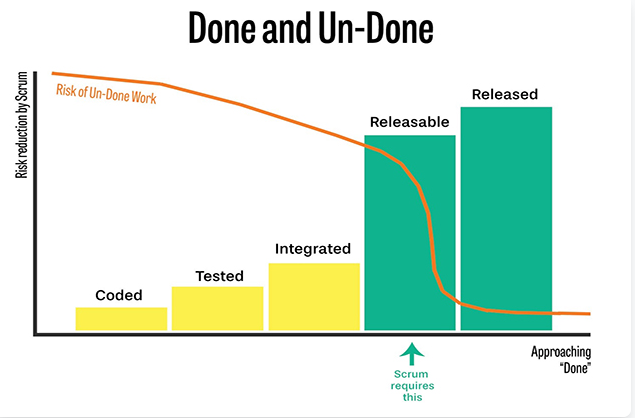 Done and Un-Done
Risk reduction by Scrum
Risk of Un-Done Work
Coded
Tested
Integrated
Releasable
Released
Approaching
“Done”
Scrum
requires
this